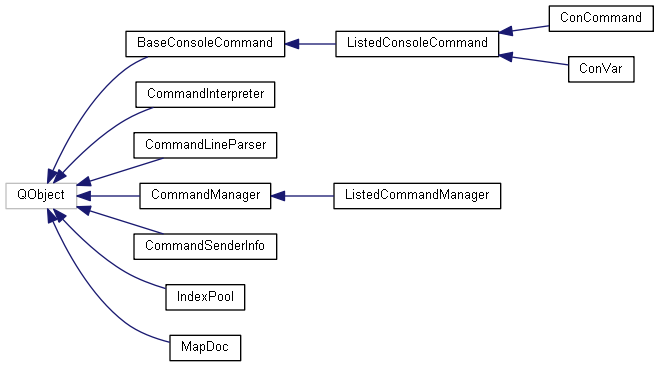 ConCommand
BaseConsoleCommand
ListedConsoleCommand
ConVar
CommandInterpreter
CommandLineParser
QObject
CommandManager
ListedCommandManager
CommandSenderInfo
IndexPool
MapDoc